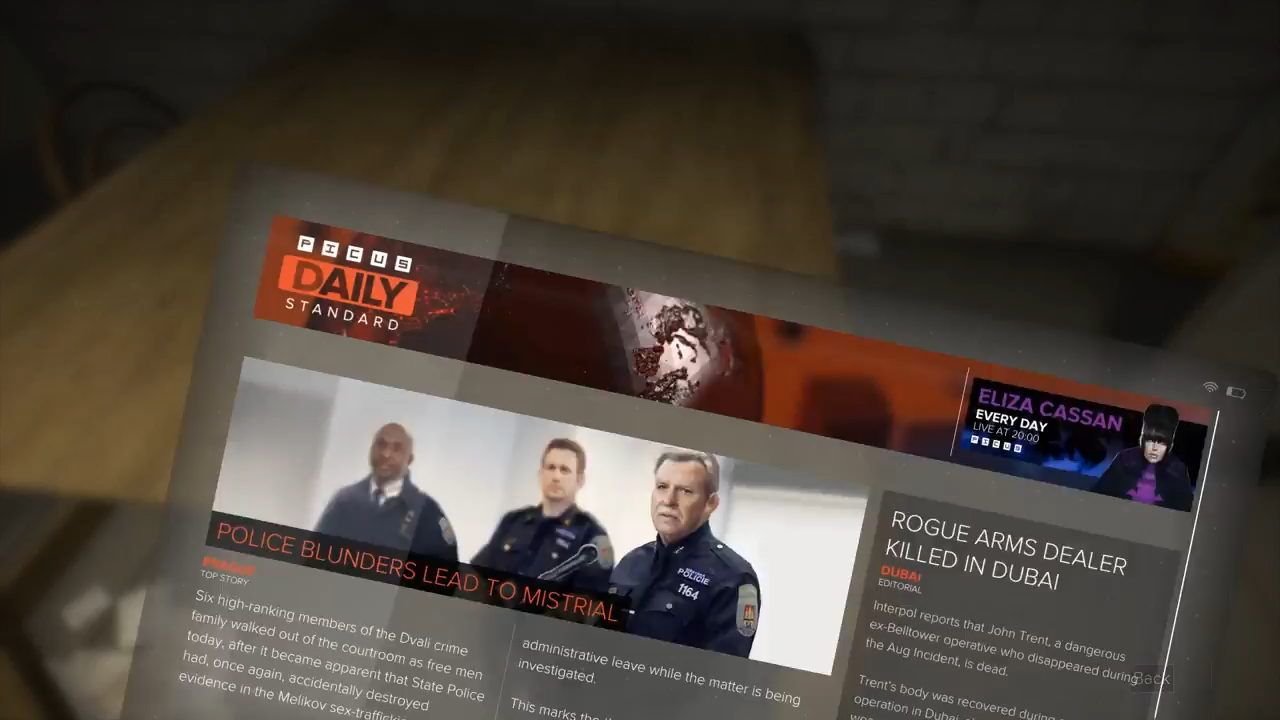 PICUS
DAILY
STANDARD
ELIZA CASSAN
EVERY DAY
LIVE AT 20:00
PICUS
POLICE BLUNDERS LEAD TO MISTRIAL
PRAGUE
TOP STORY
Six high-ranking members of the Dvali crime
family walked out of the courtroom as free men
today, after it became apparent that State Police
had, once again, accidentally destroyed
evidence in the Melikov sex-trafficking
administrative leave while the matter is being
investigated.
This marks the
POLICIE
1164
ROGUE ARMS DEALER
KILLED IN DUBAI
DUBAI
EDITORIAL
Interpol reports that John Trent, a dangerous
ex-Belltower operative who disappeared during
the Aug Incident, is dead.
Trent's body was recovered during
operation in Dubai,
Back